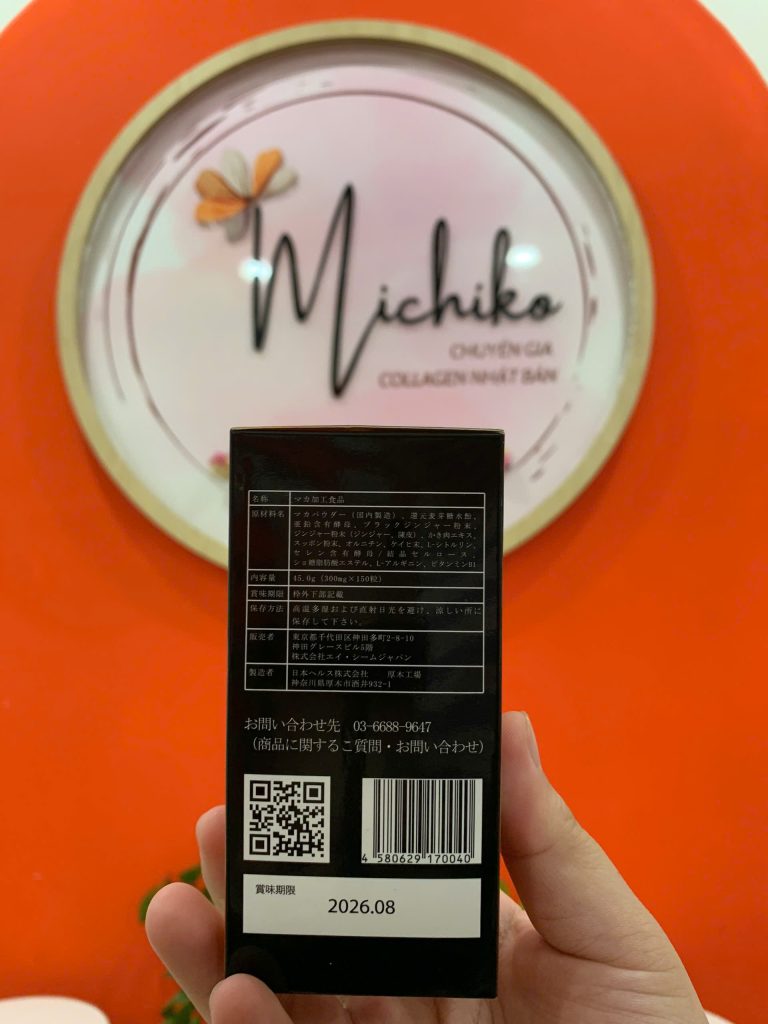 Michiko
CHUYÊN GIA
COLLAGEN NHẬT BẢN
名称 マカ加工食品
原材料名 マカパウダー（国内製造）、還元麦芽糖水飴、
亜鉛含有酵母、ブラックジンジャー粉末、
ジンジャー粉末（ジンジャー、陳皮）、かき肉エキス、
スッポン粉末、オルニチン、ケイヒ末、L-シトルリン、
セレン含有酵母/結晶セルロース、
ショ糖脂肪酸エステル、L-アルギニン、ビタミンB1
内容量 45.0g（300mg×150粒）
賞味期限 枠外下部記載
保存方法 高温多湿および直射日光を避け、涼しい所に
保存して下さい。
販売者 東京都千代田区神田多町2-8-10
神田グレースビル5階
株式会社エイ・シームジャパン
製造者 日本ヘルス株式会社 厚木工場
神奈川県厚木市酒井932-1
お問い合わせ先 03-6688-9647
（商品に関するご質問・お問い合わせ）
4 580629 170040
賞味期限
2026.08